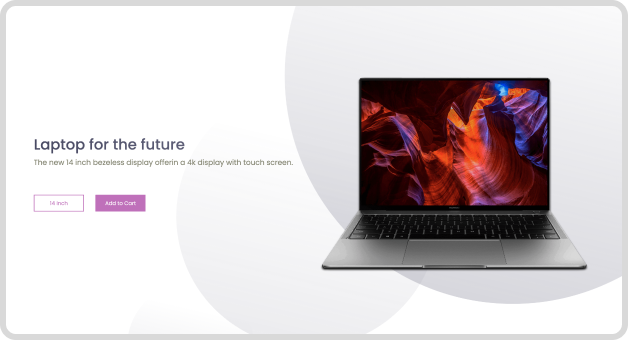 Laptop for the future
The new 14 inch bezeless display offerin a 4k display with touch screen.
14 inch
Add to Cart